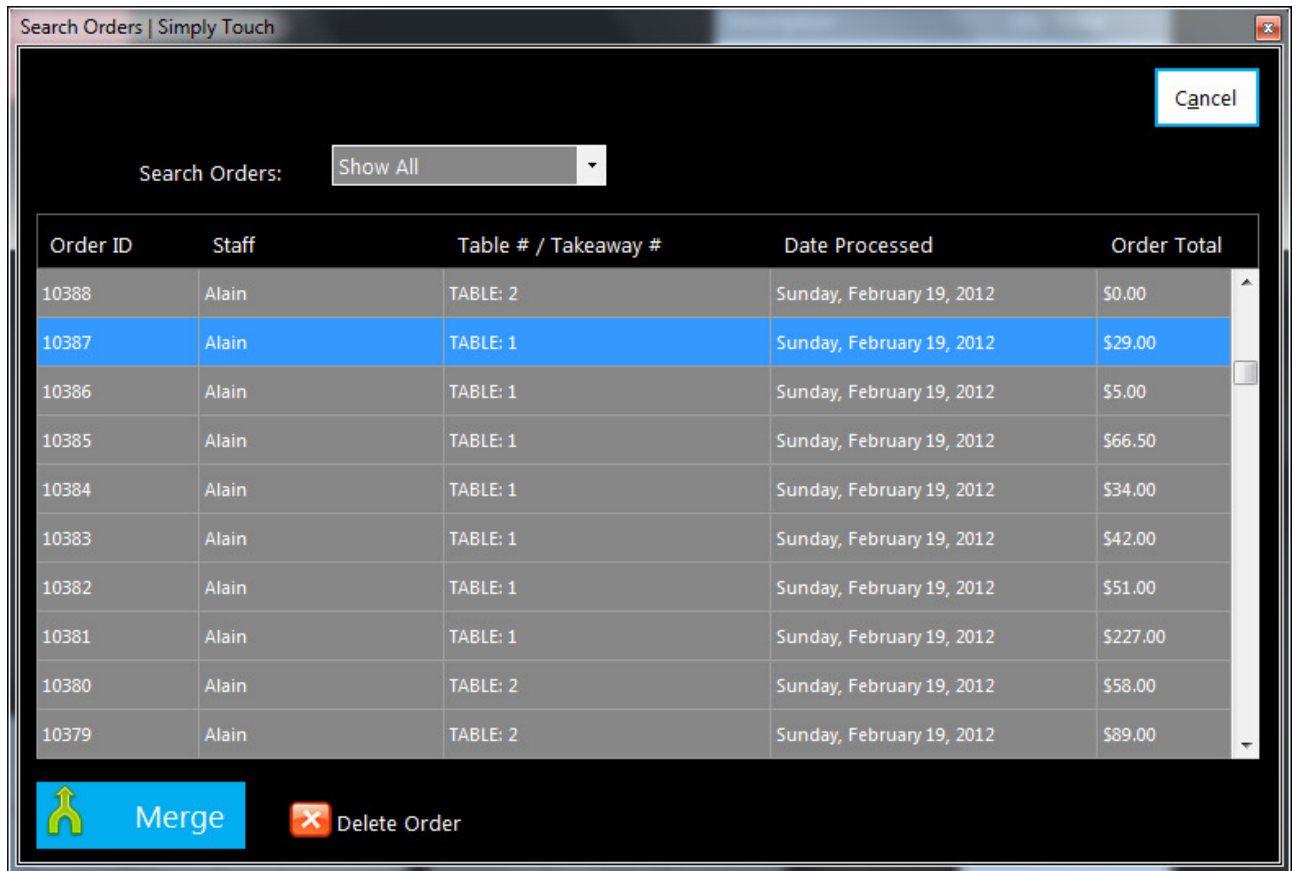 Search Orders | Simply Touch
Cancel
Search Orders: Show All
Order ID Staff Table # / Takeaway # Date Processed Order Total
10388 Alain TABLE: 2 Sunday, February 19, 2012 $0.00
10387 Alain TABLE: 1 Sunday, February 19, 2012 $29.00
10386 Alain TABLE: 1 Sunday, February 19, 2012 $5.00
10385 Alain TABLE: 1 Sunday, February 19, 2012 $66.50
10384 Alain TABLE: 1 Sunday, February 19, 2012 $34.00
10383 Alain TABLE: 1 Sunday, February 19, 2012 $42.00
10382 Alain TABLE: 1 Sunday, February 19, 2012 $51.00
10381 Alain TABLE: 1 Sunday, February 19, 2012 $227.00
10380 Alain TABLE: 2 Sunday, February 19, 2012 $58.00
10379 Alain TABLE: 2 Sunday, February 19, 2012 $89.00
Merge Delete Order